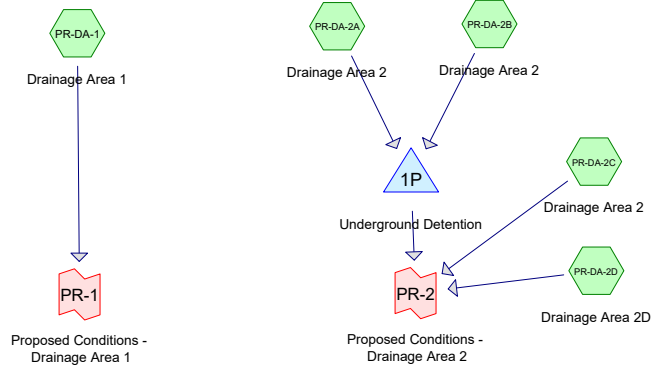 PR-DA-1
Drainage Area 1
PR-1
Proposed Conditions -
Drainage Area 1
PR-DA-2A
Drainage Area 2
PR-DA-2B
Drainage Area 2
1P
Underground Detention
PR-DA-2C
Drainage Area 2
PR-DA-2D
Drainage Area 2D
PR-2
Proposed Conditions -
Drainage Area 2